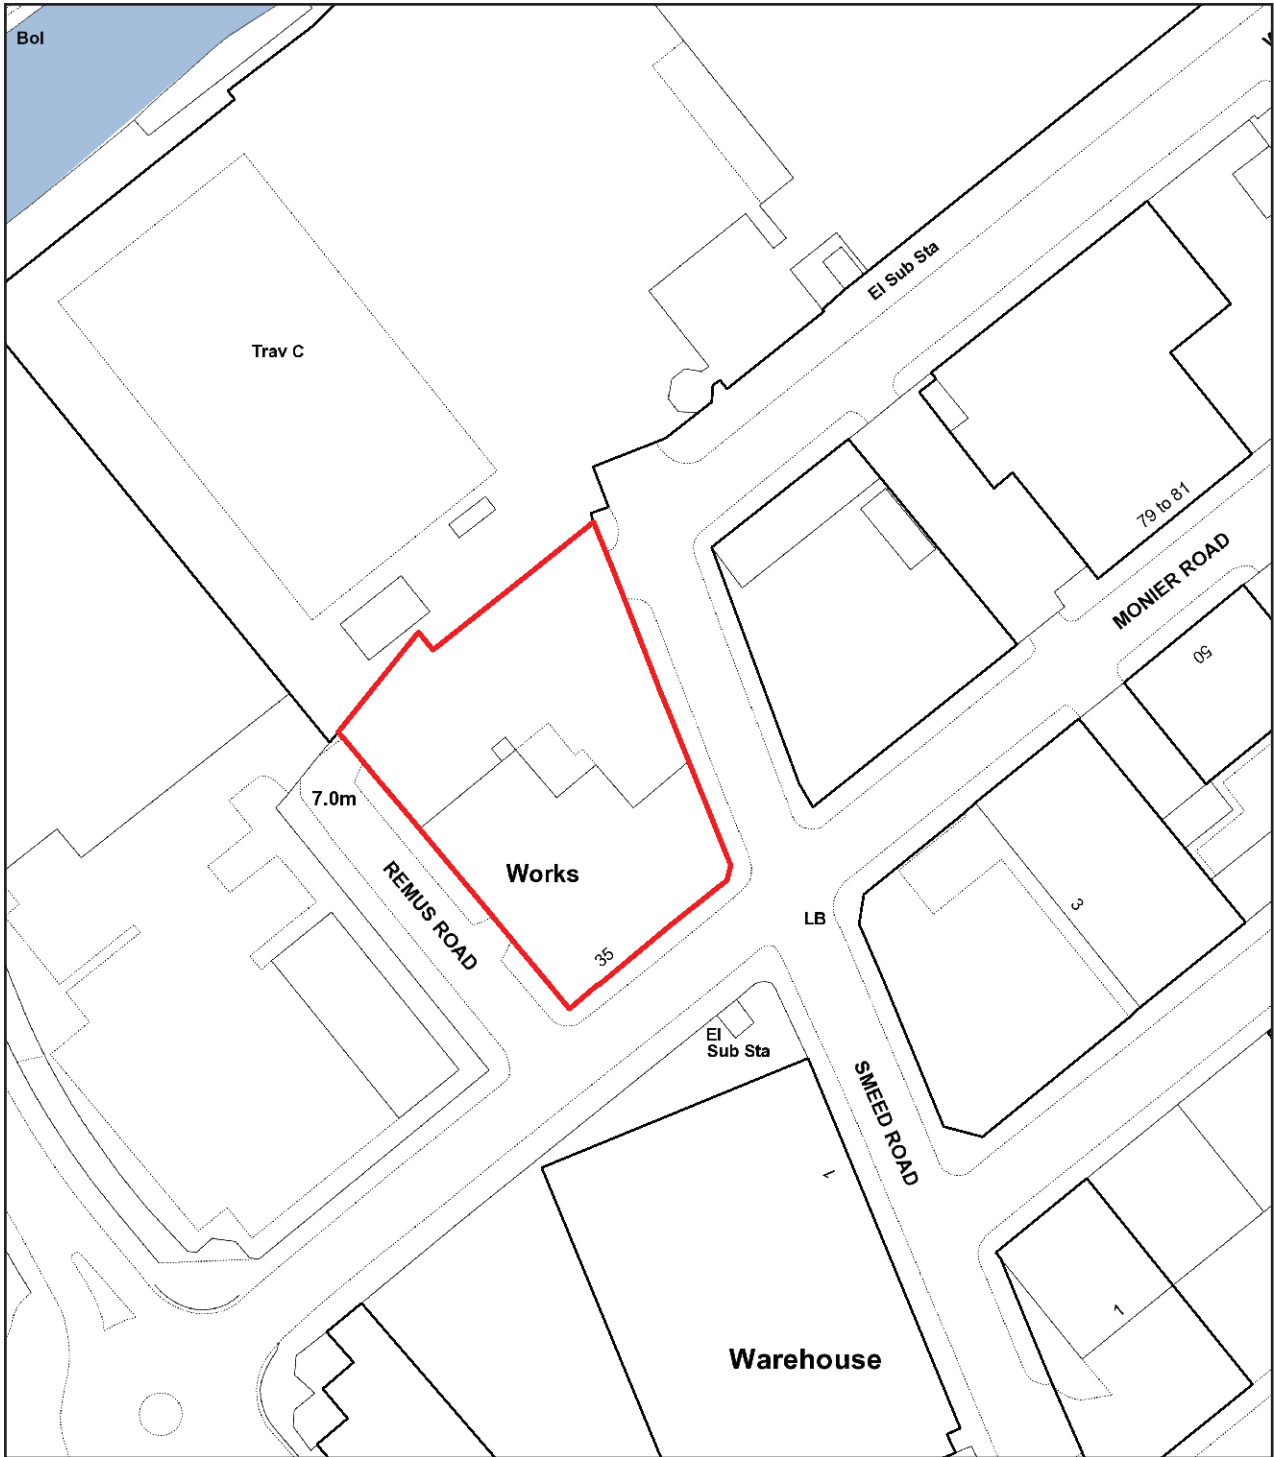 Bol
El Sub Sta
Trav C
79 to 81
MONIER ROAD
50
7.0m
Works
REMUS ROAD
35
LB
3
El
Sub Sta
SMEED ROAD
1
1
Warehouse